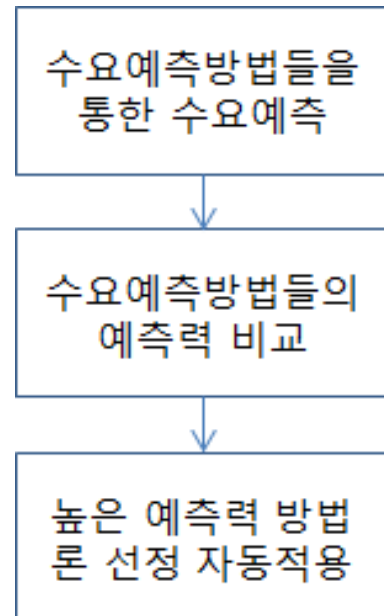 수요예측방법들을
통한 수요예측
수요예측방법들의
예측력 비교
높은 예측력 방법
론 선정 자동적용